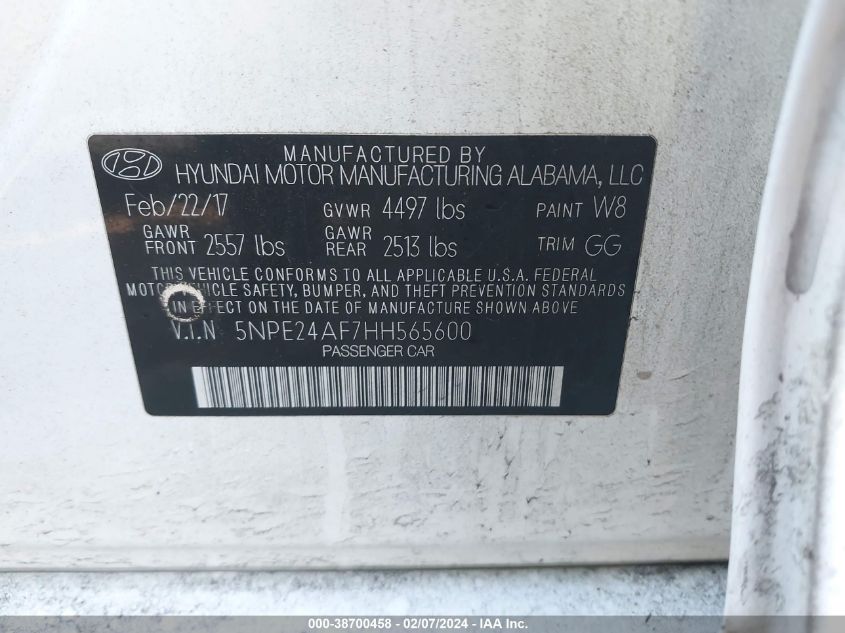 MANUFACTURED BY
HYUNDAI MOTOR MANUFACTURING ALABAMA, LLC
Feb/22/17 GVWR 4497 lbs PAINT W8
GAWR FRONT 2557 lbs GAWR REAR 2513 lbs TRIM GG
THIS VEHICLE CONFORMS TO ALL APPLICABLE U.S.A. FEDERAL
MOTOR VEHICLE SAFETY, BUMPER, AND THEFT PREVENTION STANDARDS
IN EFFECT ON THE DATE OF MANUFACTURE SHOWN ABOVE
V.I.N 5NPE24AF7HH565600
PASSENGER CAR
000-38700458 - 02/07/2024 - IAA Inc.